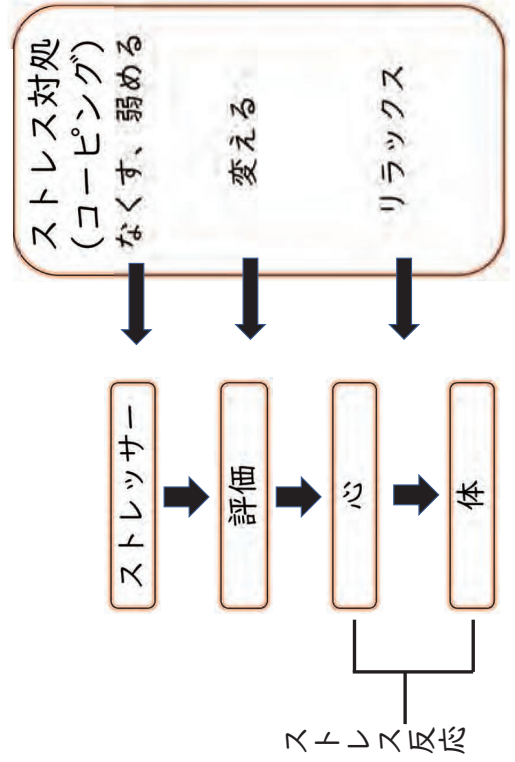 ストレス対処
(コーピング)
なくす、弱める
変える
リラックス
ストレッサー
評価
心
体
ストレス反応